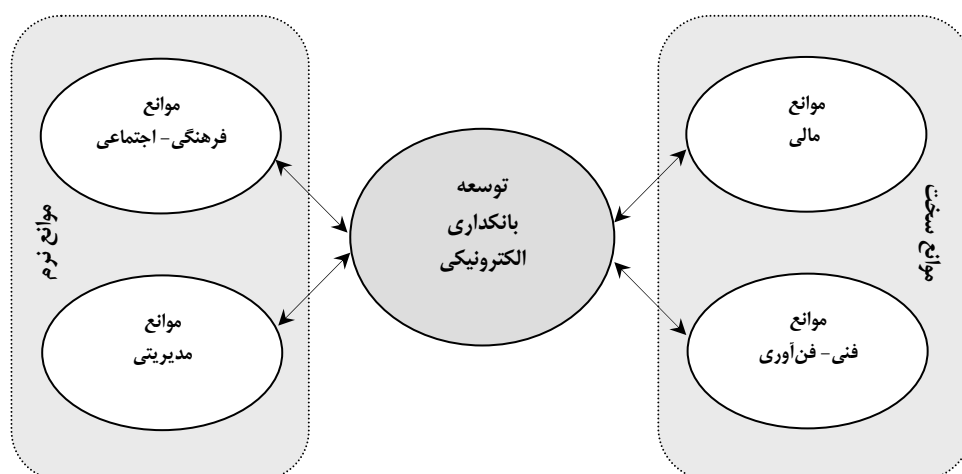 موانع
مالی
موانع سخت
موانع
فنی- فن‌آوری
توسعه
بانکداری
الکترونیکی
موانع
فرهنگی- اجتماعی
موانع نرم
موانع
مدیریتی